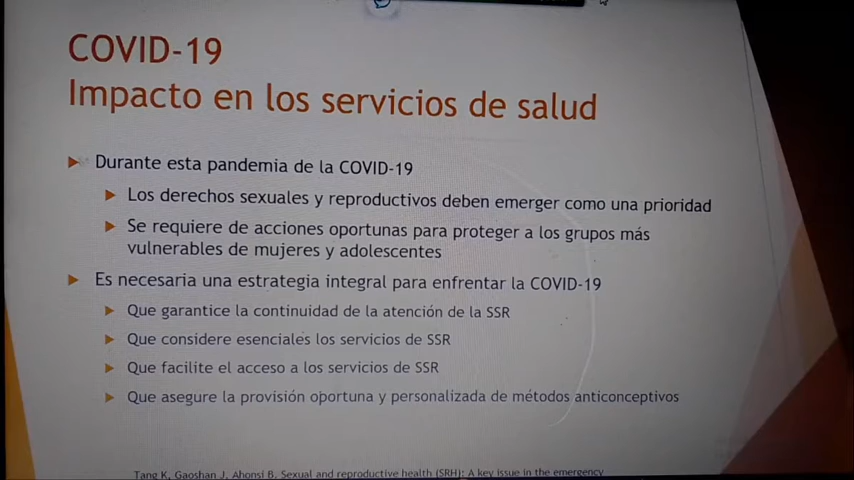 COVID-19
Impacto en los servicios de salud
Durante esta pandemia de la COVID-19
Los derechos sexuales y reproductivos deben emerger como una prioridad
Se requiere de acciones oportunas para proteger a los grupos más
vulnerables de mujeres y adolescentes
Es necesaria una estrategia integral para enfrentar la COVID-19
Que garantice la continuidad de la atención de la SSR
Que considere esenciales los servicios de SSR
Que facilite el acceso a los servicios de SSR
Que asegure la provisión oportuna y personalizada de métodos anticonceptivos
Tang K, Gaoshan J, Ahonsi B. Sexual and reproductive health (SRH): A key issue in the emergency